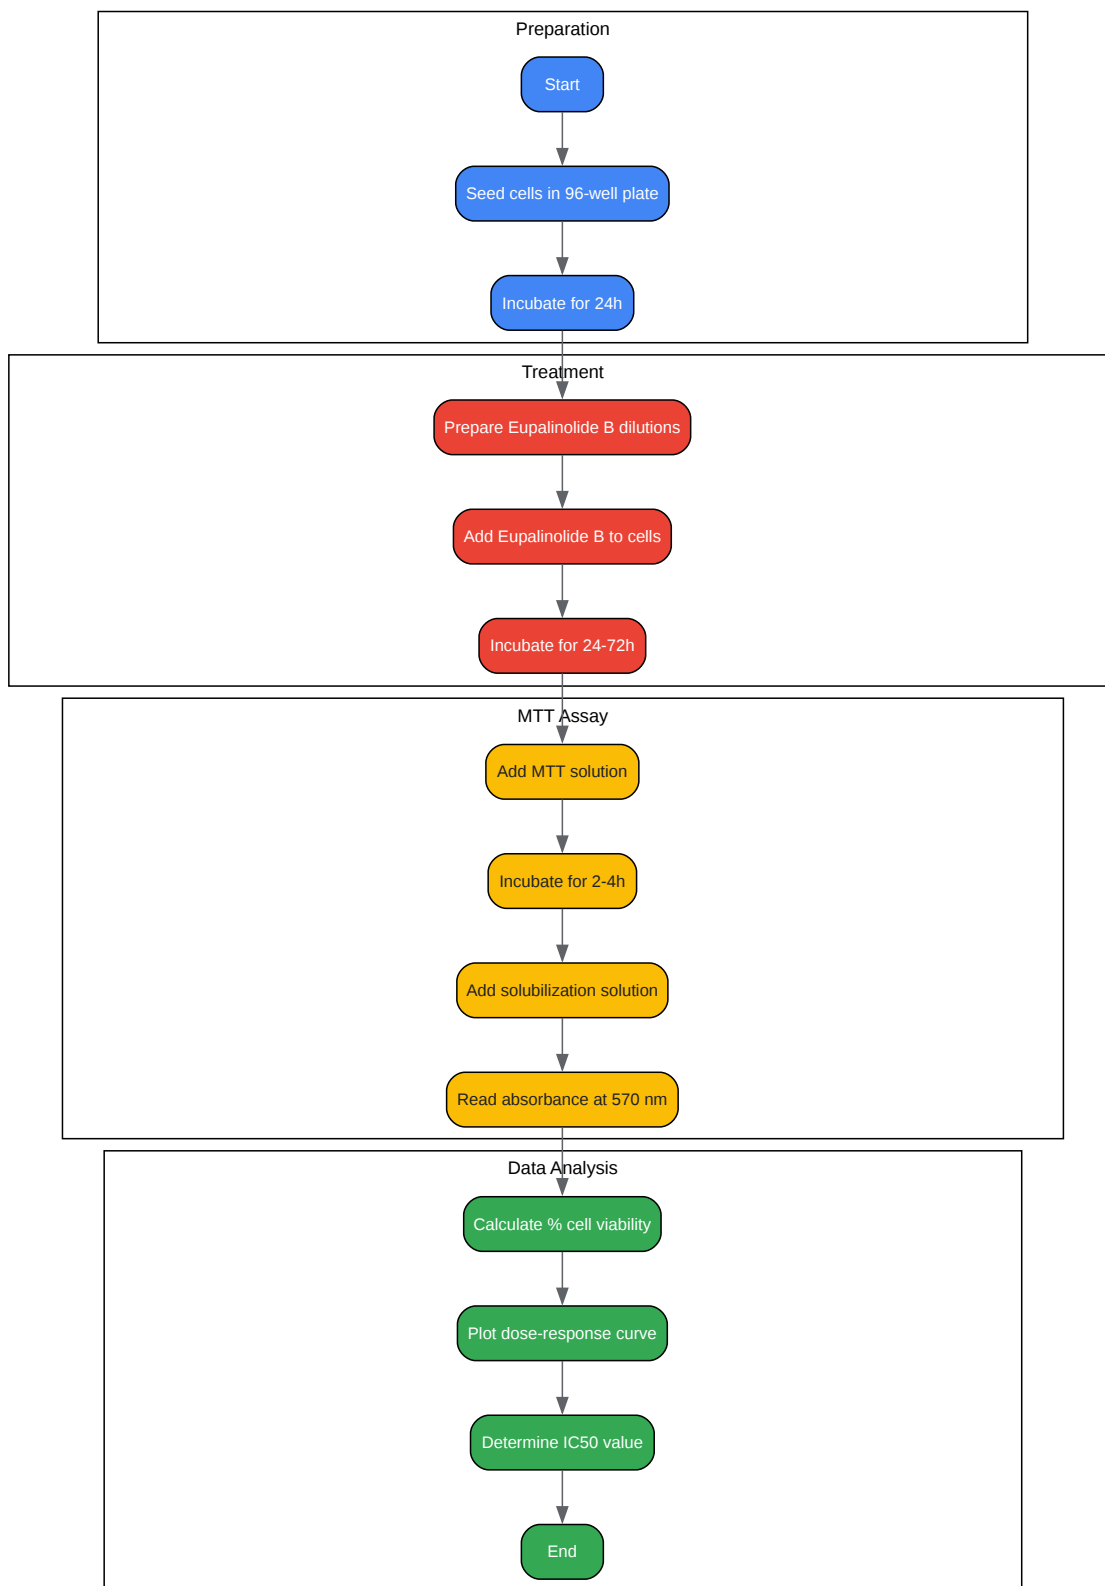 Preparation
Start
Seed cells in 96-well plate
Incubate for 24h
Treatment
Prepare Eupalinolide B dilutions
Add Eupalinolide B to cells
Incubate for 24-72h
MTT Assay
Add MTT solution
Incubate for 2-4h
Add solubilization solution
Read absorbance at 570 nm
Data Analysis
Calculate % cell viability
Plot dose-response curve
Determine IC50 value
End